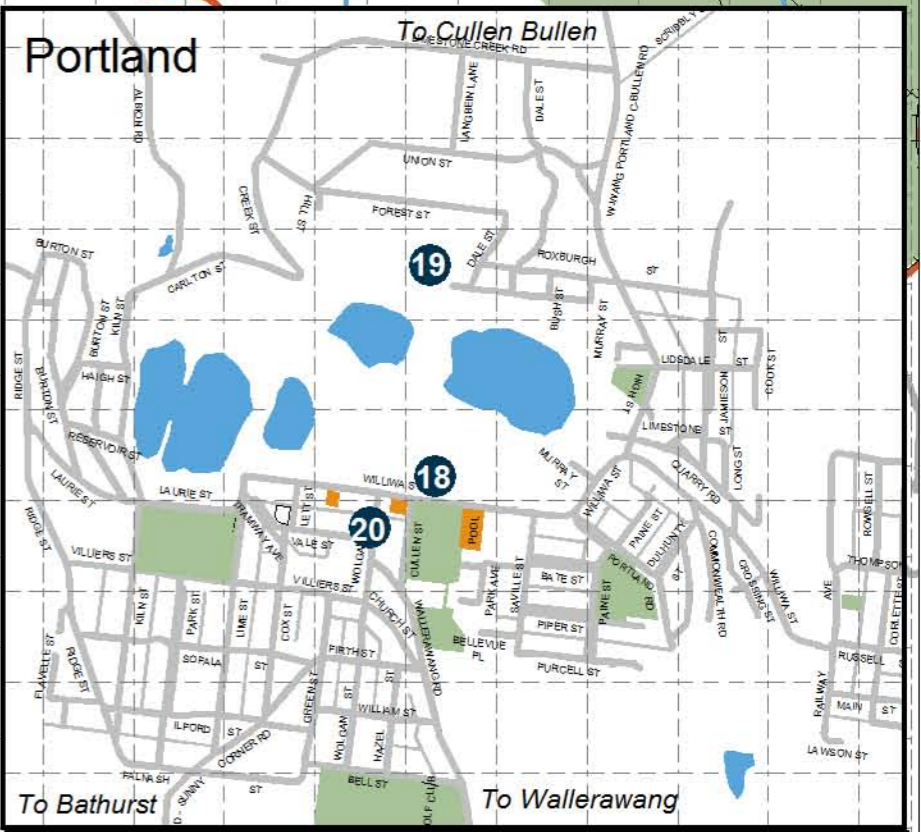 Portland
To Cullen Bullen
LIMESTONE CREEK RD
SCRIBBLY
ALBION RD
LANGBEIN LANE
DALE ST
W-WANG PORTLAND C-BULLEN RD
UNION ST
CREEK ST
HILL ST
FOREST ST
DALE ST
BURTON ST
CARLTON ST
19
ROXBURGH
ST
BURTON ST
KILN ST
BUSH ST
MURRAY ST
RIDGE ST
BURTON ST
HAIGH ST
LIDSDALE
ST
ST
JAMIESON
COOK ST
HIGH ST
LIMESTONE
ST
RESERVOIR ST
LAURIE ST
LAURIE ST
WILLIWA S
18
MURRAY
ST
WILLIWA ST
QUARRY RD
LONG ST
ROWSELL ST
RIDGE ST
TRAMWAY AVE
LETT ST
VALE ST
20
WOLGAN
CULLEN ST
POOL
PAINE ST
DULHUNTY
ST
COMMONWEALTH RD
CROSSING ST
WILLIWA ST
VILLIERS ST
VILLIERS ST
CHURCH ST
WALLERAWANG RD
PARK AVE
SAVILLE ST
BATE ST
PORTLAND
RD
PAINE ST
THOMPSON
AVE
CORLETTE S
KILN ST
PARK ST
LIME ST
COX ST
FIRTH ST
BELLEVUE
PL
PIPER ST
PURCELL ST
RUSSELL
S
FLAVELLE ST
RIDGE ST
SOPALA
ST
GREEN ST
ST
WOLGAN
ST
HAZEL
WILLIAM ST
RAILWAY
MAIN
ST
ILFORD
ST
CORNER RD
LAWSON ST
PALNASH
ST
SUNNY
D -
BELL ST
OLF CLUB
To Bathurst
To Wallerawang